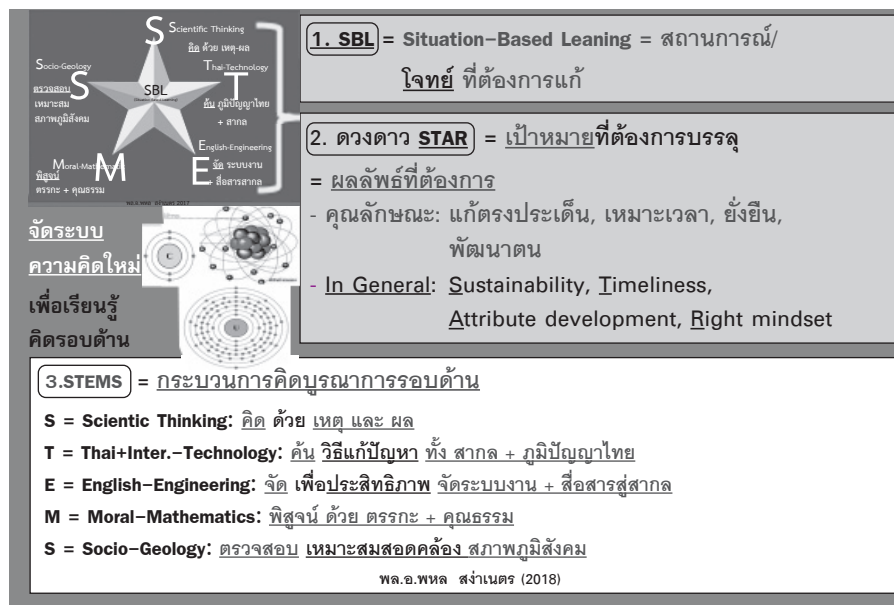 Scientific Thinking
คิด ด้วย เหตุ-ผล
Socio-Geology
ตรวจสอบ
เหมาะสม
สภาพภูมิสังคม
Thai-Technology
ค้น ภูมิปัญญาไทย
+ สากล
SBL
English-Engineering
จัด ระบบงาน
+ สื่อสารสากล
Moral-Mathematics
พิสูจน์
ตรรกะ + คุณธรรม
S
S
T
M
E
จัดระบบ
ความคิดใหม่
เพื่อเรียนรู้
คิดรอบด้าน
1. SBL = Situation-Based Leaning = สถานการณ์/
โจทย์ ที่ต้องการแก้
2. ดวงดาว STAR = เป้าหมายที่ต้องการบรรลุ
= ผลลัพธ์ที่ต้องการ
- คุณลักษณะ: แก้ตรงประเด็น, เหมาะเวลา, ยั่งยืน,
พัฒนาตน
- In General: Sustainability, Timeliness,
Attribute development, Right mindset
3.STEMS = กระบวนการคิดบูรณาการรอบด้าน
S = Scientic Thinking: คิด ด้วย เหตุ และ ผล
T = Thai+Inter.-Technology: ค้น วิธีแก้ปัญหา ทั้ง สากล + ภูมิปัญญาไทย
E = English-Engineering: จัด เพื่อประสิทธิภาพ จัดระบบงาน + สื่อสารสู่สากล
M = Moral-Mathematics: พิสูจน์ ด้วย ตรรกะ + คุณธรรม
S = Socio-Geology: ตรวจสอบ เหมาะสมสอดคล้อง สภาพภูมิสังคม
พล.อ.พหล สง่าเนตร (2018)